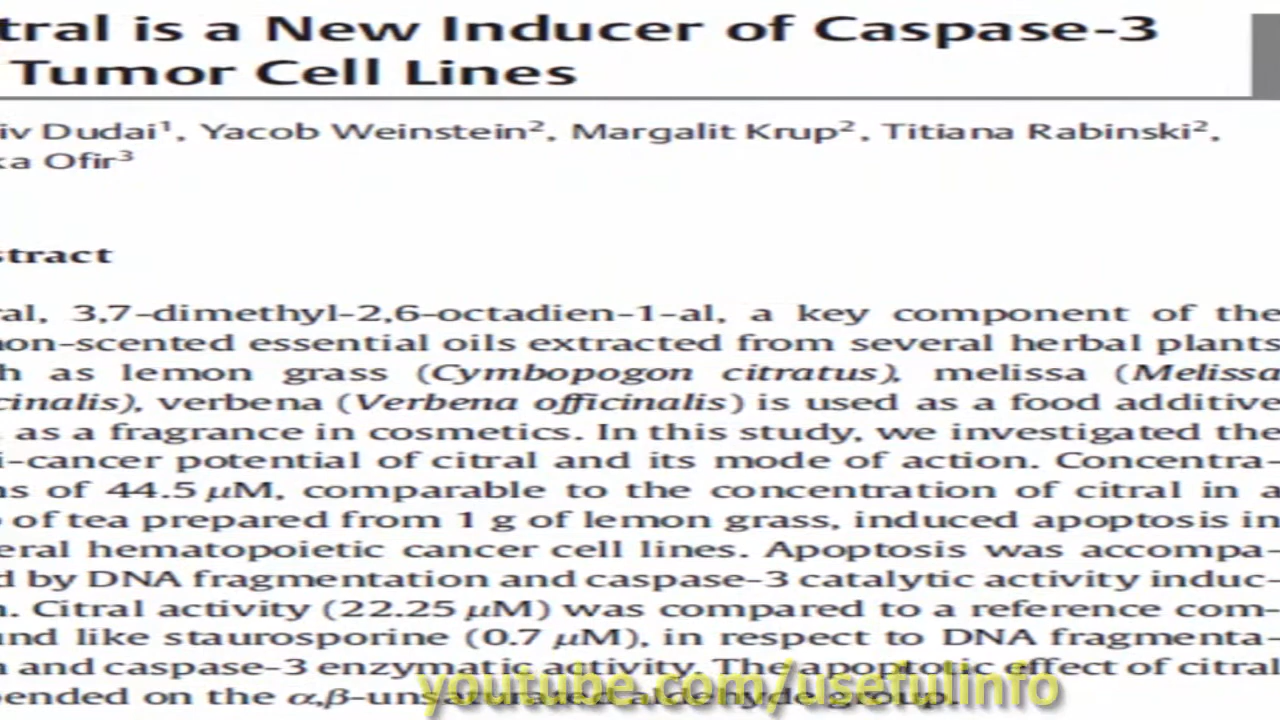 tral is a New Inducer of Caspase-3
Tumor Cell Lines
iv Dudai¹, Yacob Weinstein², Margalit Krup², Titiana Rabinski²,
ka Ofir³
stract
al, 3,7-dimethyl-2,6-octadien-1-al, a key component of the
on-scented essential oils extracted from several herbal plants
h as lemon grass (Cymbopogon citratus), melissa (Melissa
cinalis), verbena (Verbena officinalis) is used as a food additive
as a fragrance in cosmetics. In this study, we investigated the
i-cancer potential of citral and its mode of action. Concentra-
ns of 44.5 μM, comparable to the concentration of citral in a
of tea prepared from 1 g of lemon grass, induced apoptosis in
eral hematopoietic cancer cell lines. Apoptosis was accompa-
d by DNA fragmentation and caspase-3 catalytic activity induc-
n. Citral activity (22.25 μM) was compared to a reference com-
und like staurosporine (0.7 μM), in respect to DNA fragmenta-
n and caspase-3 enzymatic activity. The apoptotic effect of citral
pended on the α,β-unsaturated aldehyde group.
youtube.com/usefulinfo